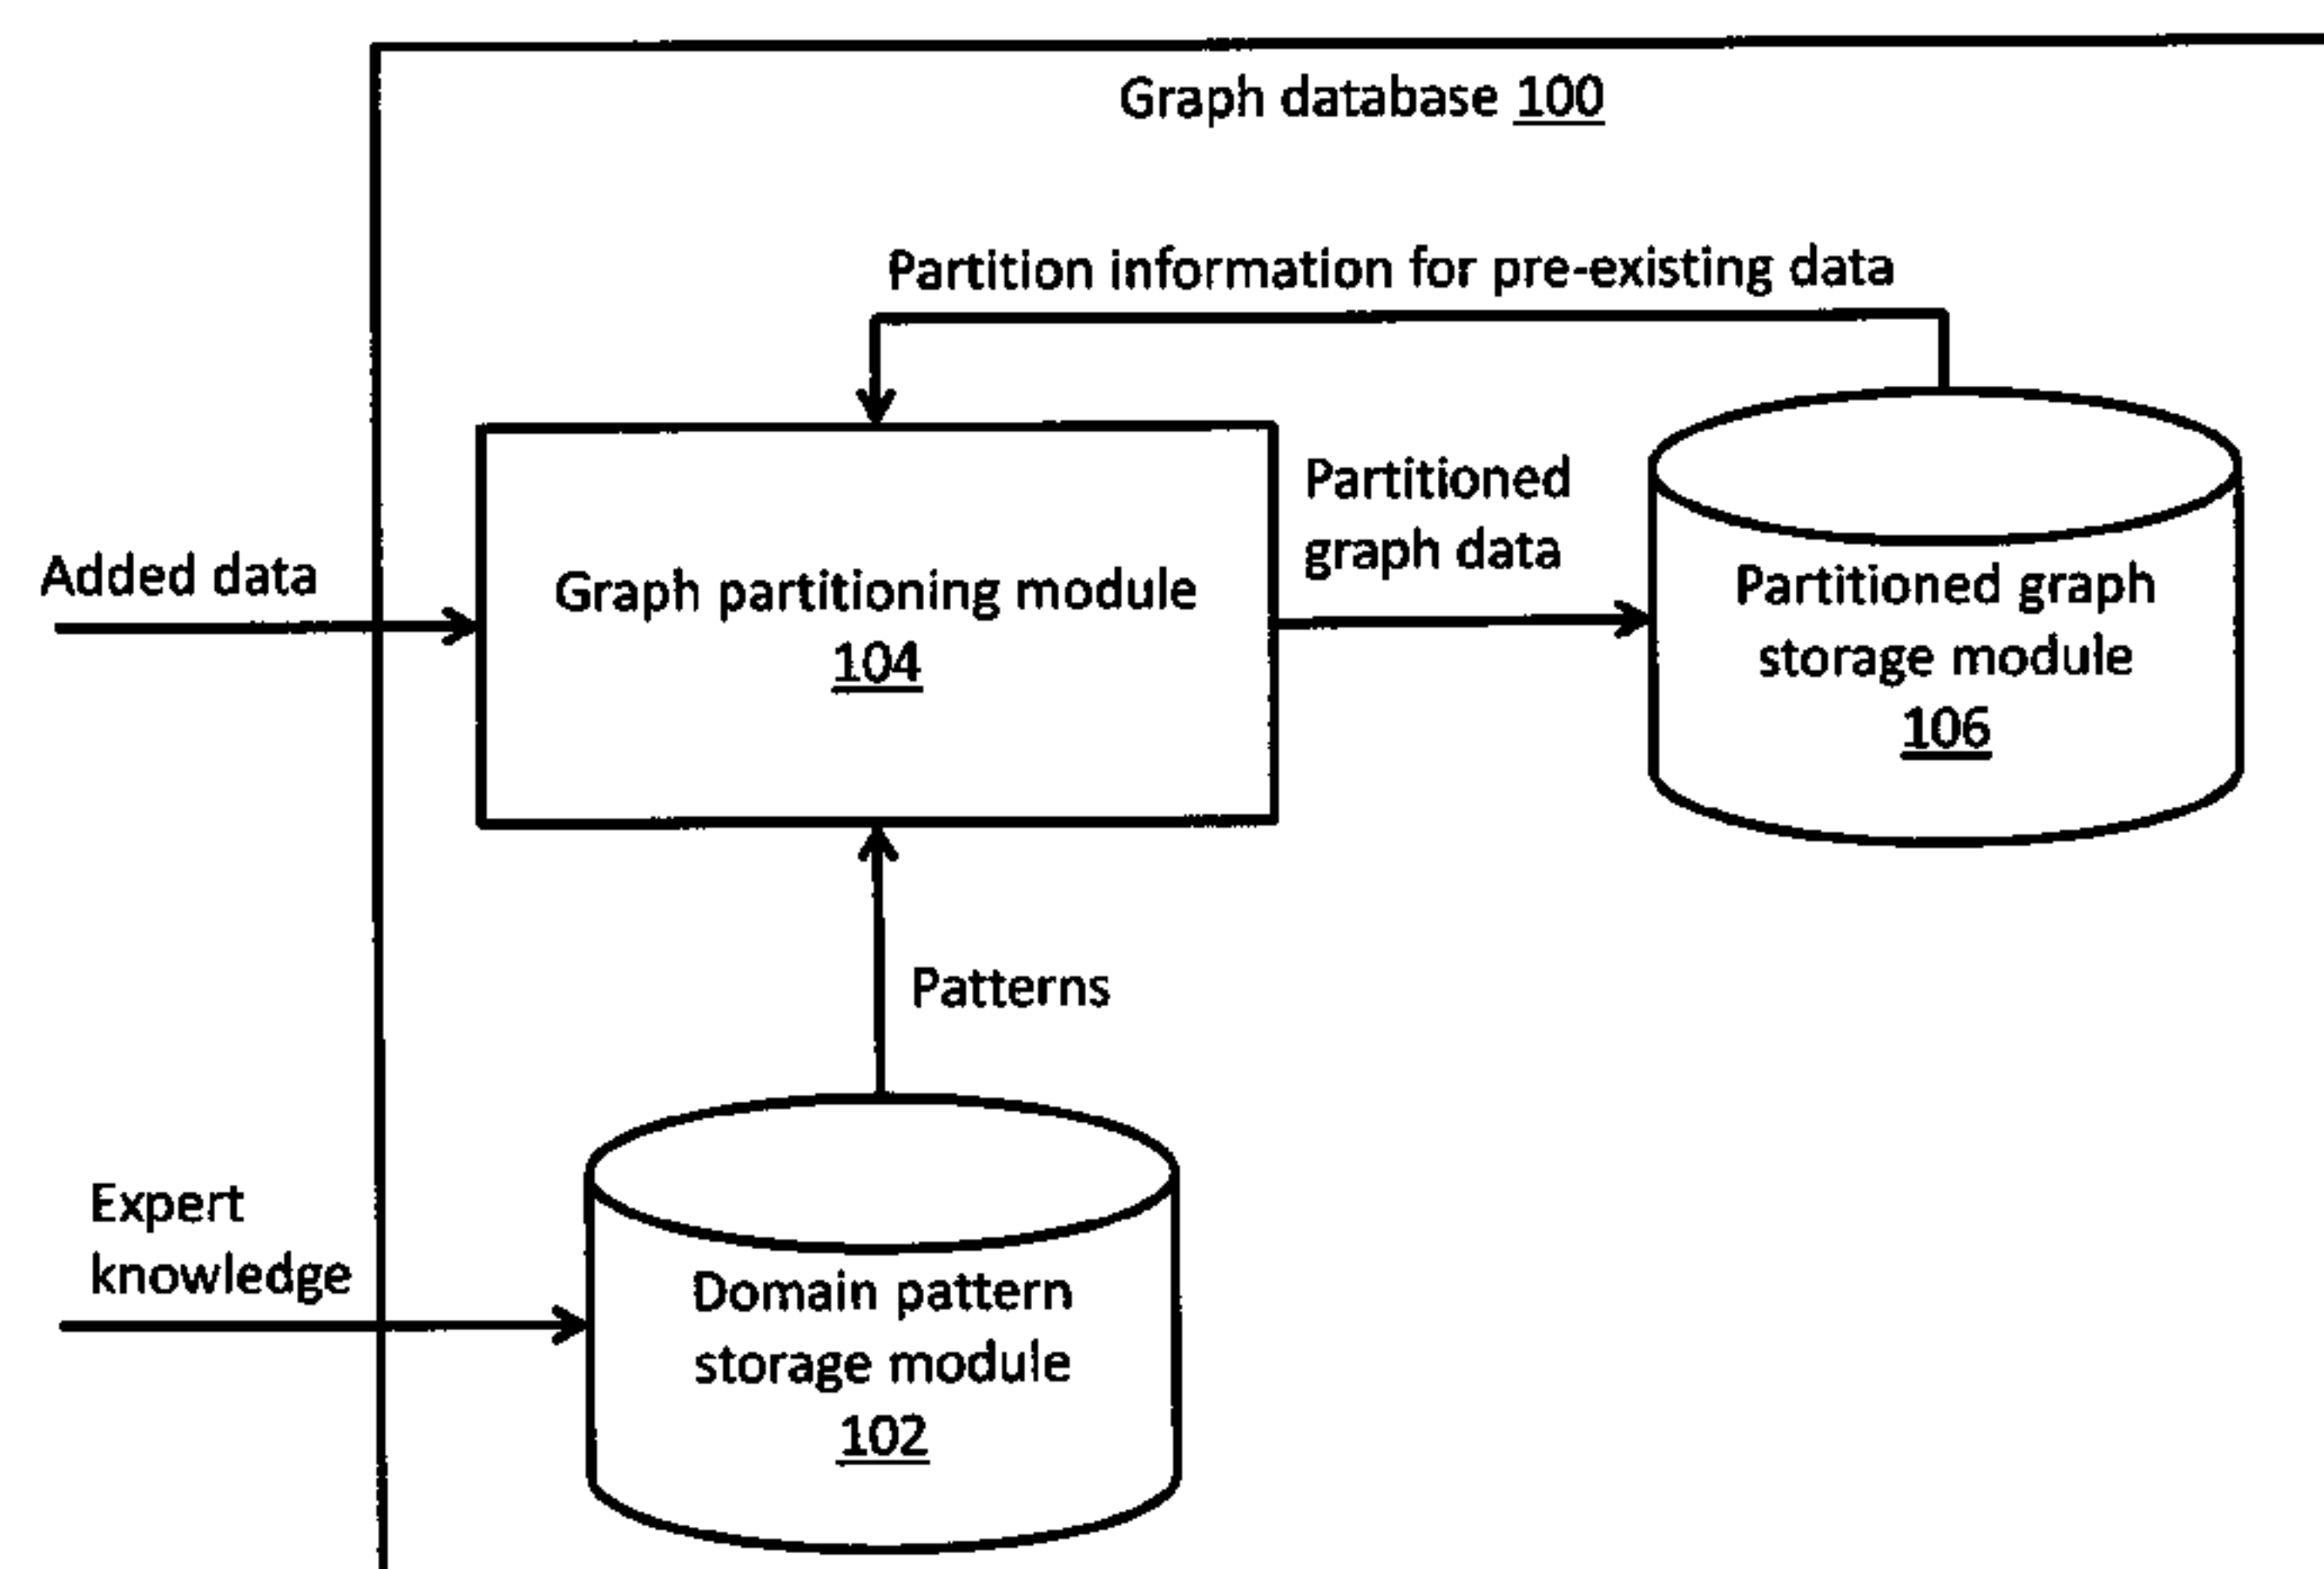 Graph database 100
Partition information for pre-existing data
Partitioned
graph data
Added data
Graph partitioning module
104
Partitioned graph
storage module
106
Patterns
Expert
knowledge
Domain pattern
storage module
102